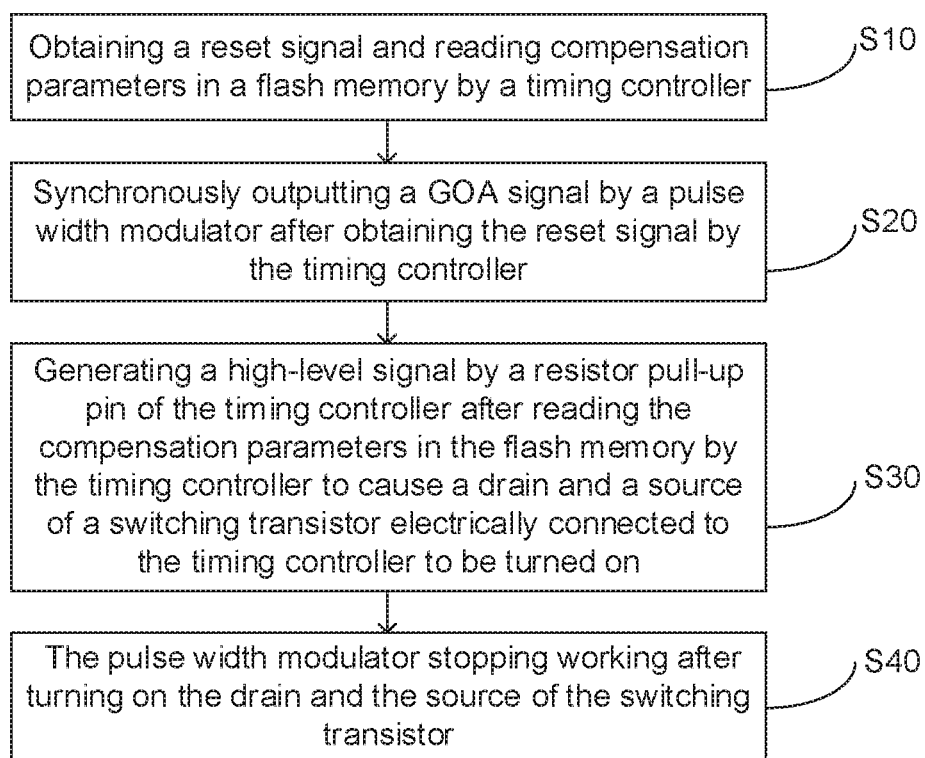 Obtaining a reset signal and reading compensation
parameters in a flash memory by a timing controller
S10
Synchronously outputting a GOA signal by a pulse
width modulator after obtaining the reset signal by
the timing controller
S20
Generating a high-level signal by a resistor pull-up
pin of the timing controller after reading the
compensation parameters in the flash memory by
the timing controller to cause a drain and a source
of a switching transistor electrically connected to
the timing controller to be turned on
S30
The pulse width modulator stopping working after
turning on the drain and the source of the switching
transistor
S40